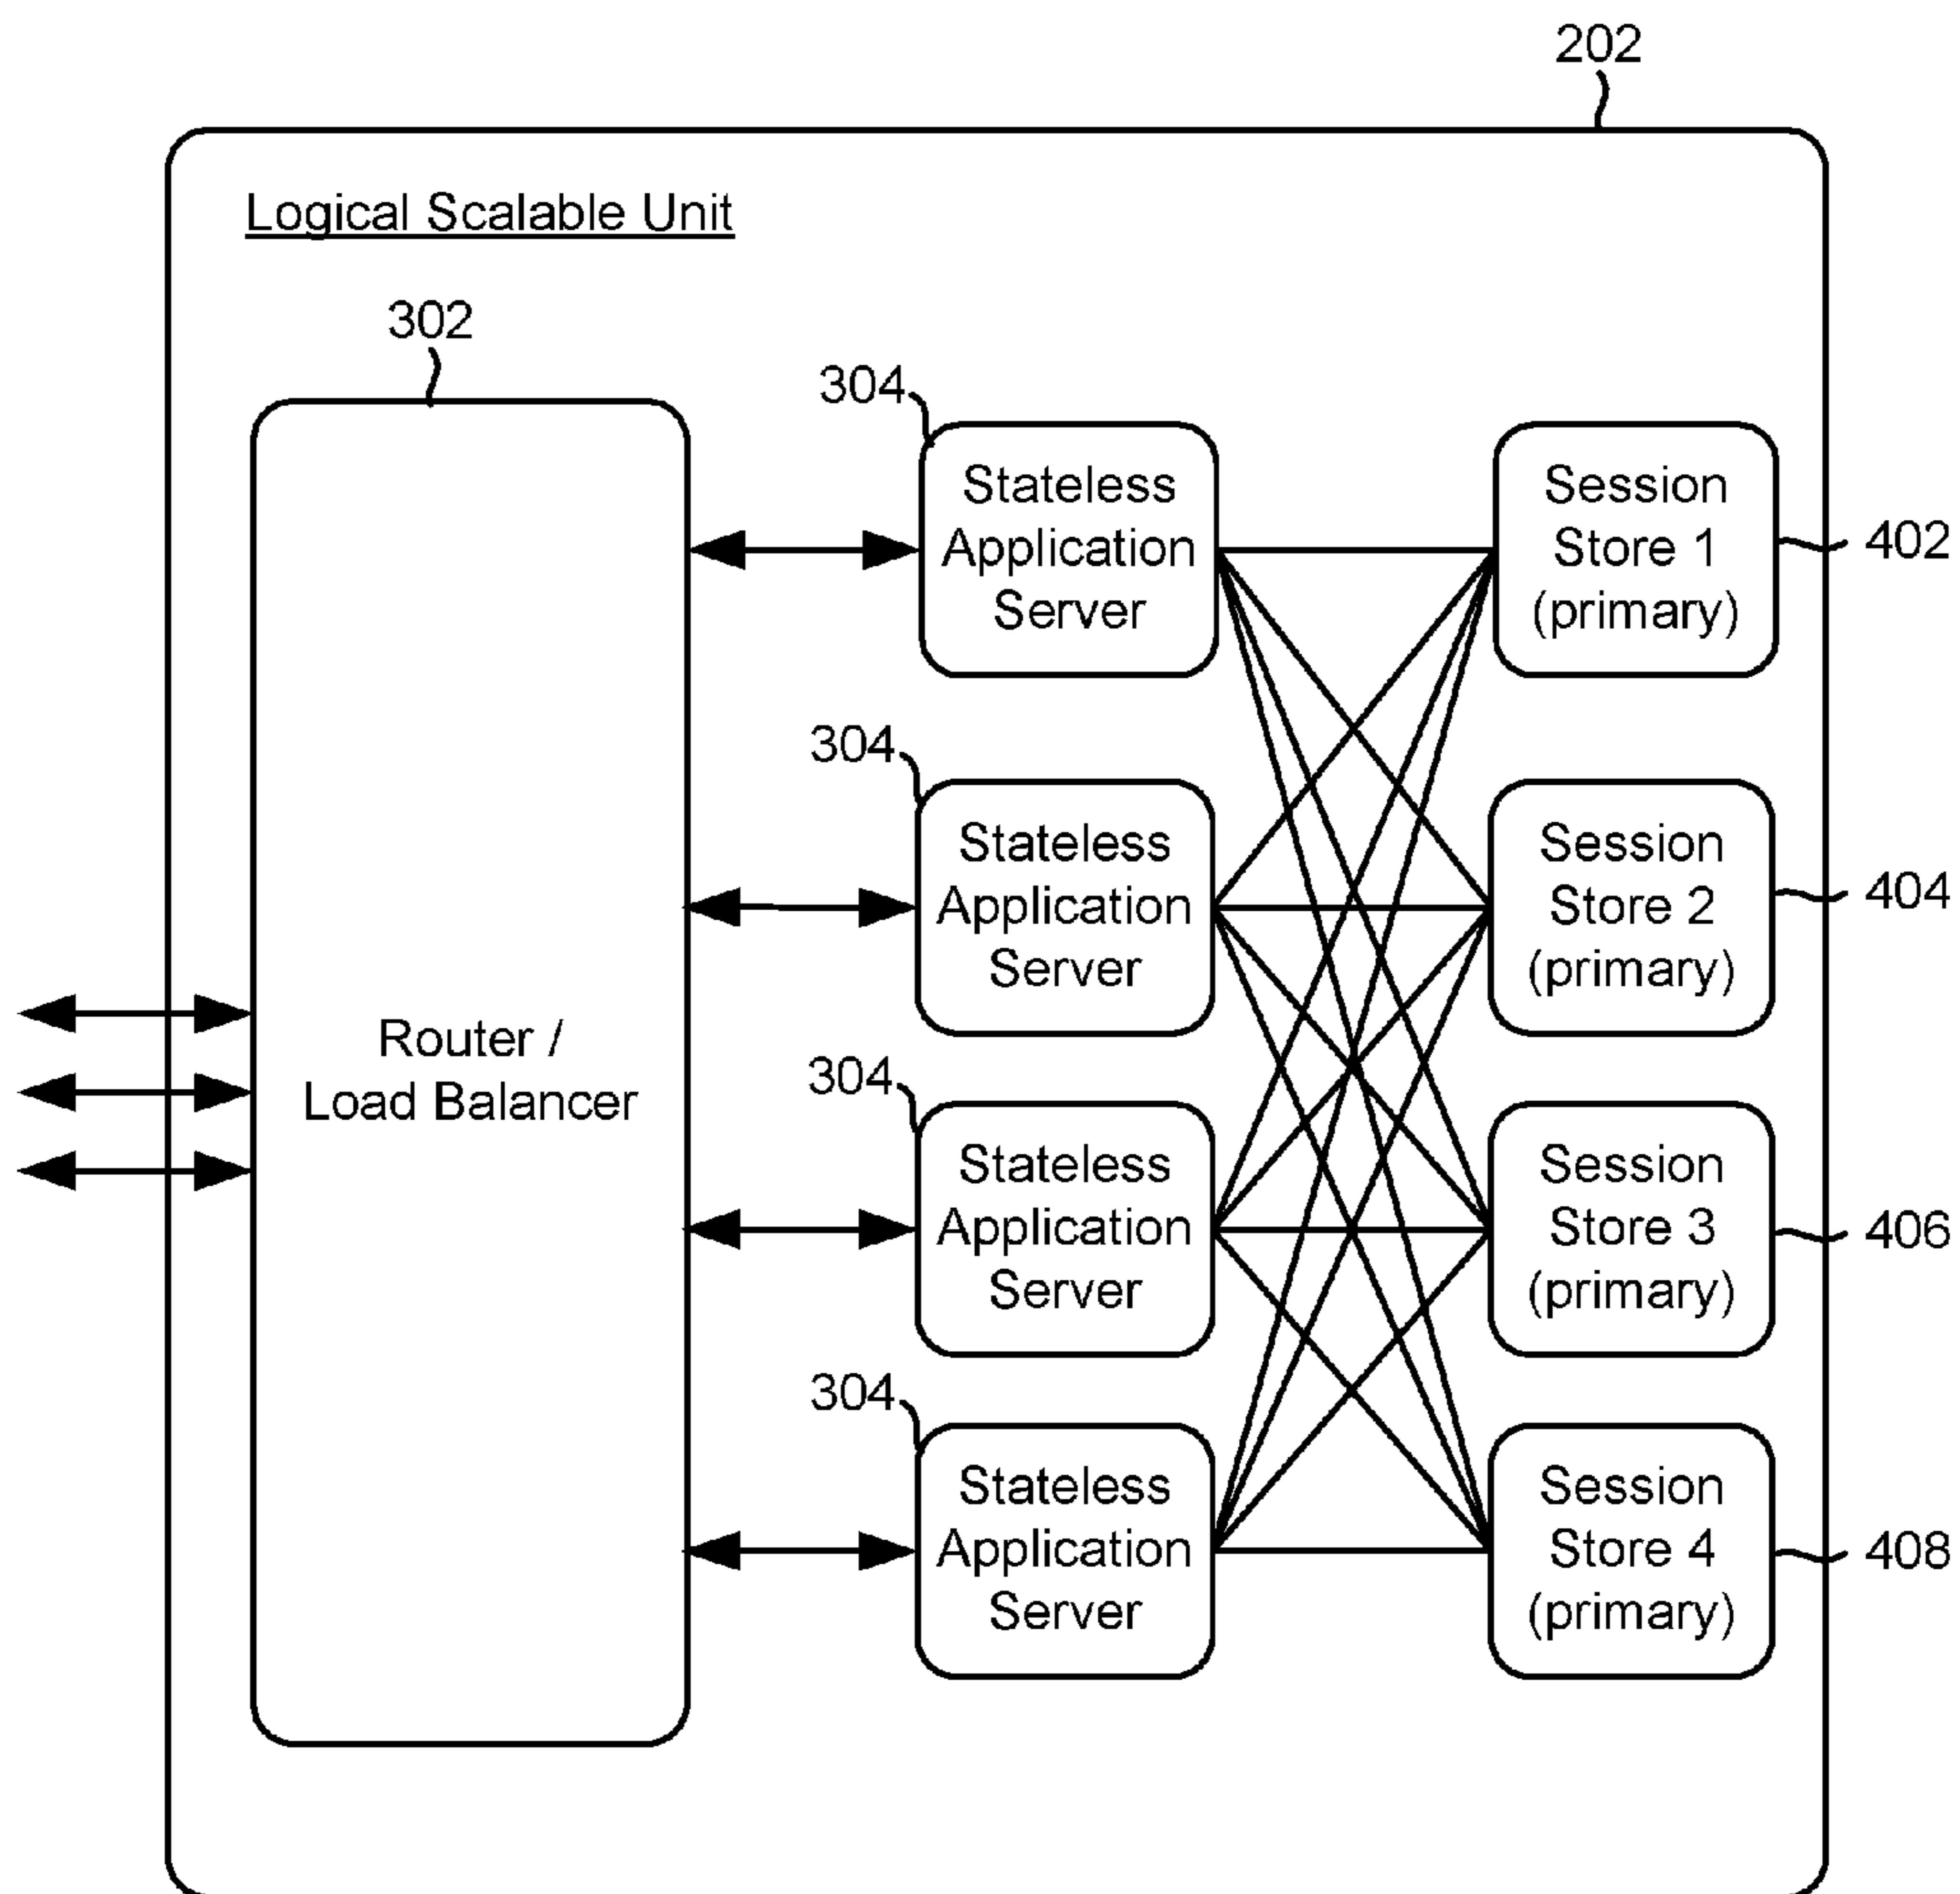 202
Logical Scalable Unit
302
304
Stateless
Application
Server
Session
Store 1
(primary)
402
304
Stateless
Application
Server
Session
Store 2
(primary)
404
Router /
Load Balancer
304
Stateless
Application
Server
Session
Store 3
(primary)
406
304
Stateless
Application
Server
Session
Store 4
(primary)
408